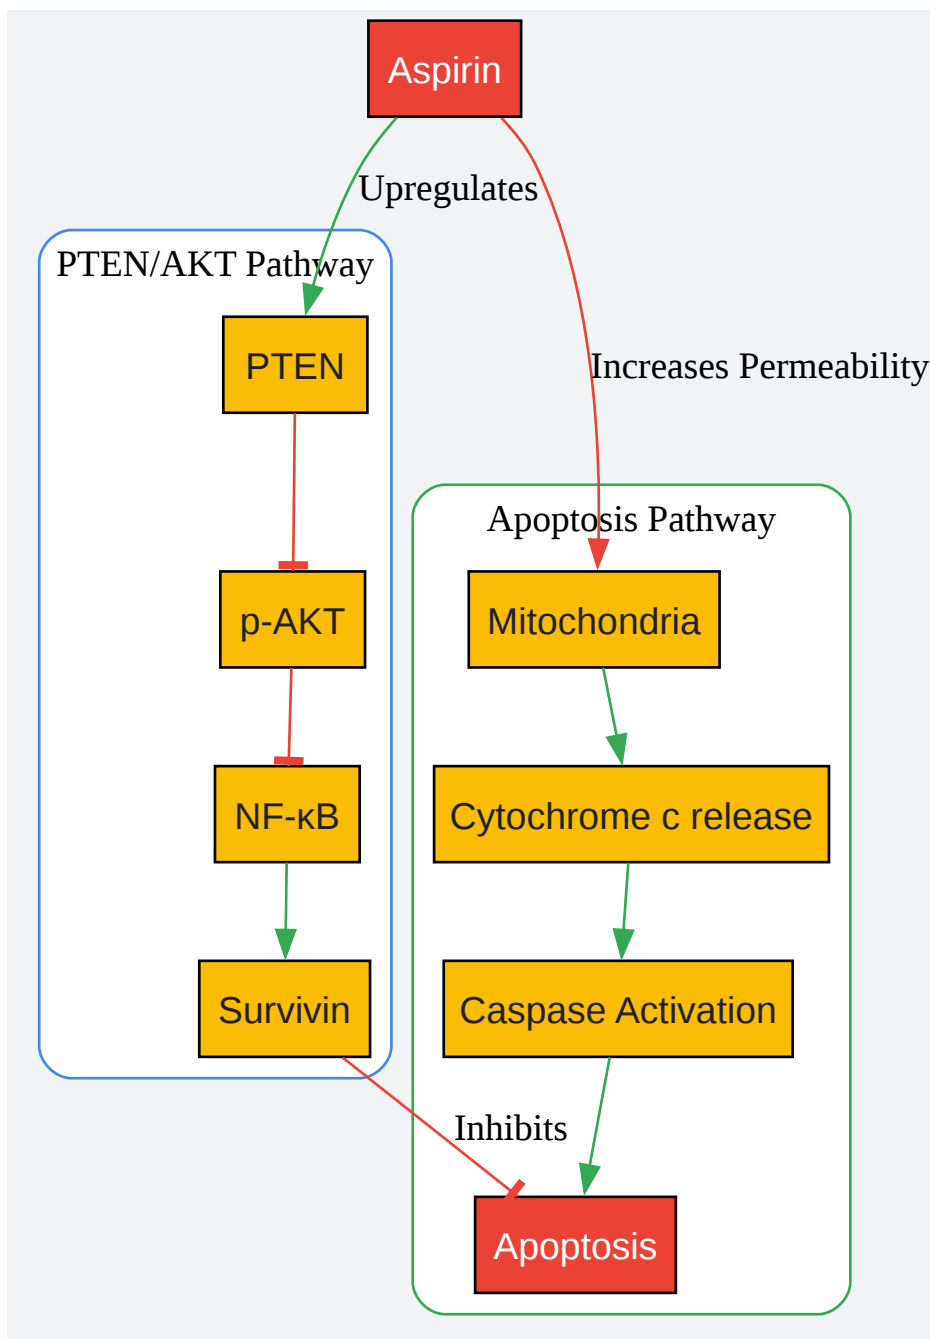 Aspirin
Upregulates
PTEN/AKT Pathway
PTEN
Increases Permeability
Apoptosis Pathway
p-AKT
Mitochondria
NF-κB
Cytochrome c release
Survivin
Caspase Activation
Inhibits
Apoptosis